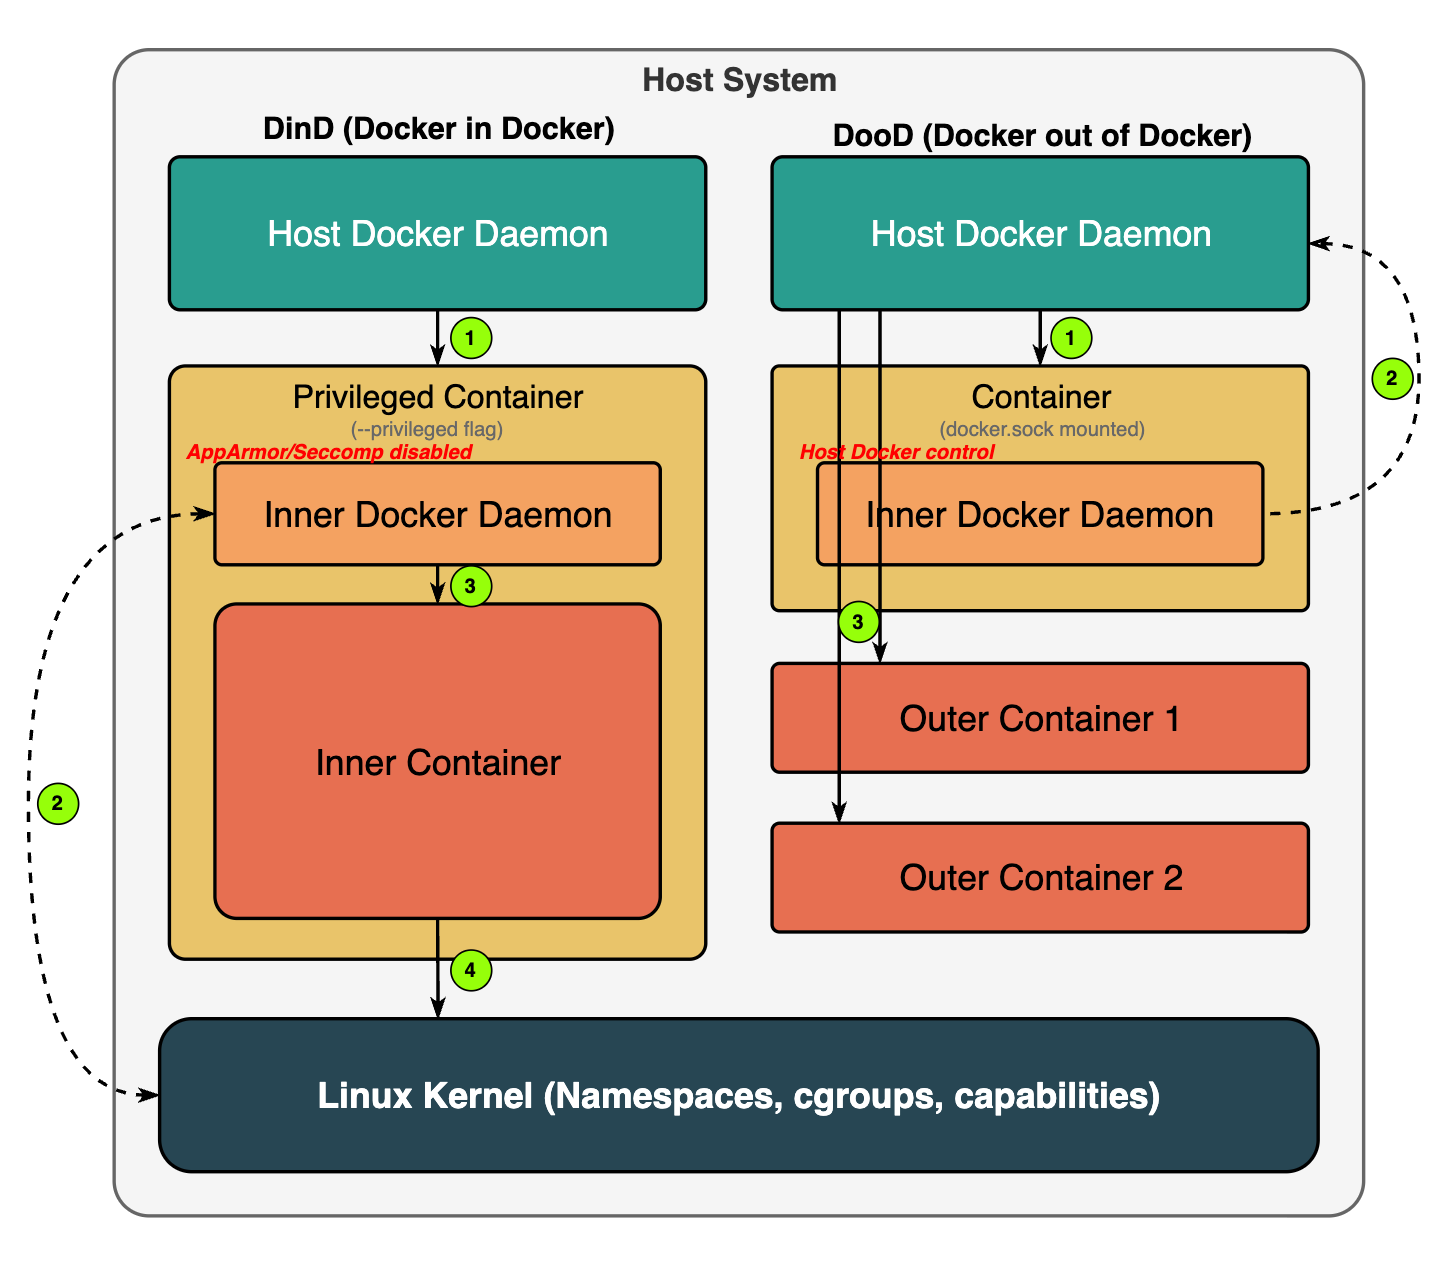 Host System
DinD (Docker in Docker)
Host Docker Daemon
1
Privileged Container
(--privileged flag)
AppArmor/Seccomp disabled
Inner Docker Daemon
3
Inner Container
2
4
DooD (Docker out of Docker)
Host Docker Daemon
1
2
Container
(docker.sock mounted)
Host Docker control
Inner Docker Daemon
3
Outer Container 1
Outer Container 2
Linux Kernel (Namespaces, cgroups, capabilities)